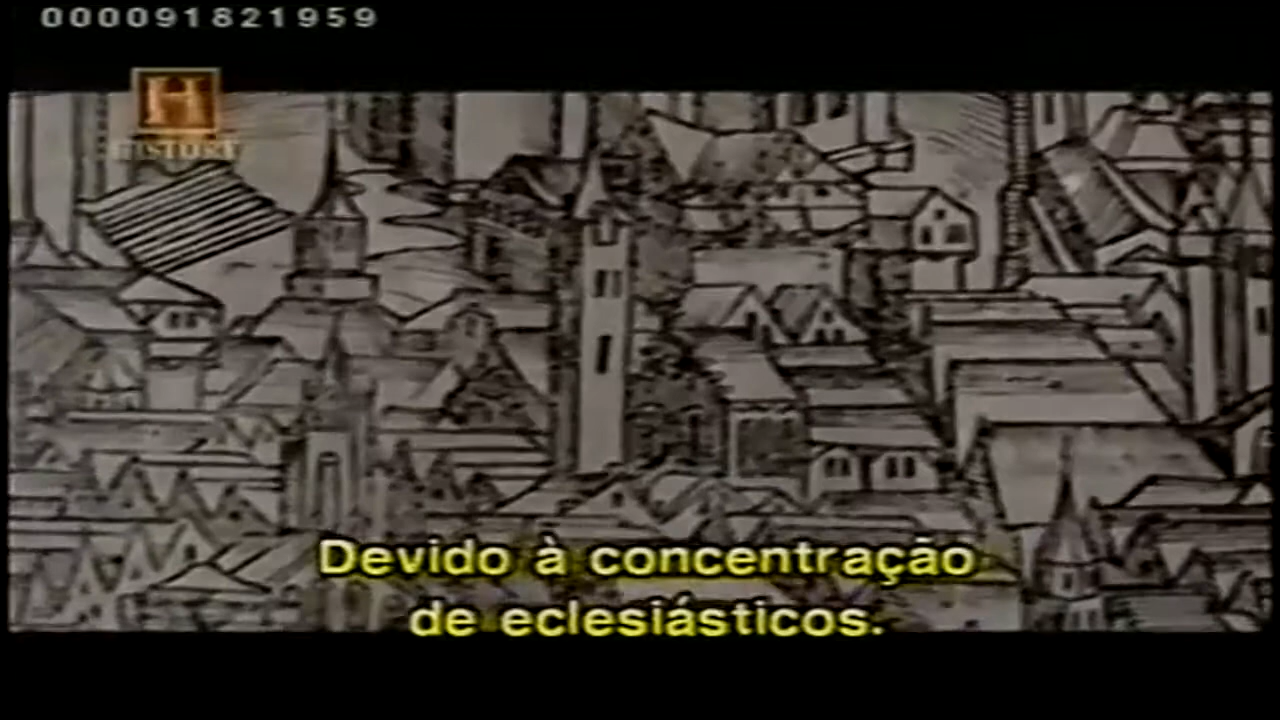 000091821959
H
HISTORY
Devido à concentração
de eclesiásticos.